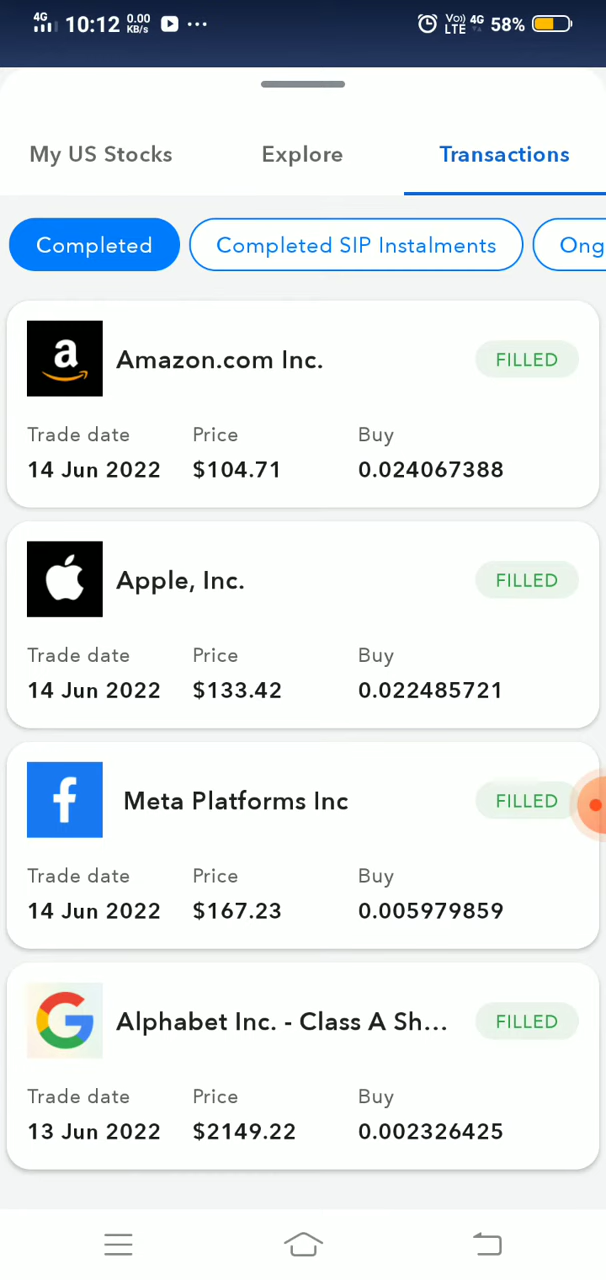 4G 10:12 0.00 KB/s ... Vo)) LTE 4G 58%
My US Stocks Explore Transactions
Completed Completed SIP Instalments Ong
a Amazon.com Inc. FILLED
Trade date Price Buy
14 Jun 2022 $104.71 0.024067388
Apple, Inc. FILLED
Trade date Price Buy
14 Jun 2022 $133.42 0.022485721
f Meta Platforms Inc FILLED
Trade date Price Buy
14 Jun 2022 $167.23 0.005979859
G Alphabet Inc. - Class A Sh... FILLED
Trade date Price Buy
13 Jun 2022 $2149.22 0.002326425